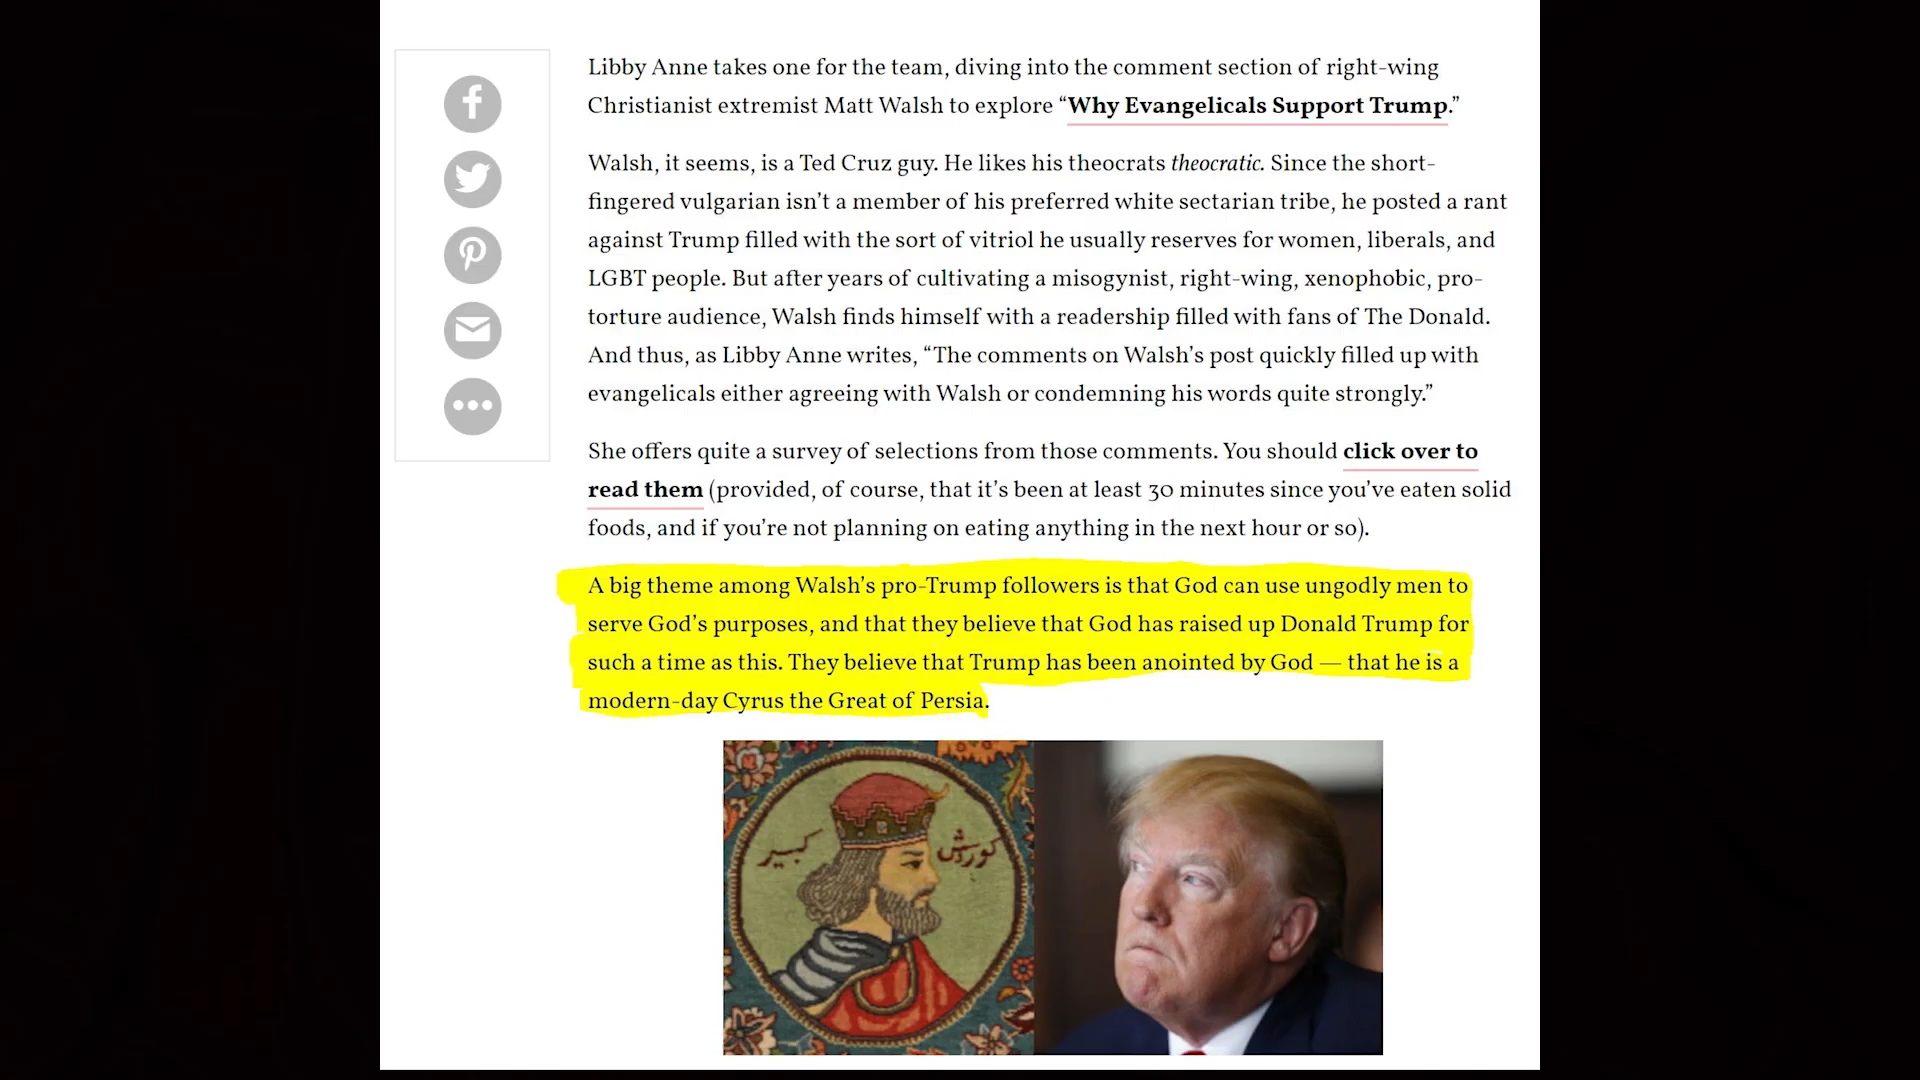 Libby Anne takes one for the team, diving into the comment section of right-wing
Christianist extremist Matt Walsh to explore “Why Evangelicals Support Trump.”
Walsh, it seems, is a Ted Cruz guy. He likes his theocrats theocratic. Since the short-
fingered vulgarian isn’t a member of his preferred white sectarian tribe, he posted a rant
against Trump filled with the sort of vitriol he usually reserves for women, liberals, and
LGBT people. But after years of cultivating a misogynist, right-wing, xenophobic, pro-
torture audience, Walsh finds himself with a readership filled with fans of The Donald.
And thus, as Libby Anne writes, “The comments on Walsh’s post quickly filled up with
evangelicals either agreeing with Walsh or condemning his words quite strongly.”
She offers quite a survey of selections from those comments. You should click over to
read them (provided, of course, that it’s been at least 30 minutes since you’ve eaten solid
foods, and if you’re not planning on eating anything in the next hour or so).
A big theme among Walsh’s pro-Trump followers is that God can use ungodly men to
serve God’s purposes, and that they believe that God has raised up Donald Trump for
such a time as this. They believe that Trump has been anointed by God — that he is a
modern-day Cyrus the Great of Persia.
کوروش کبیر